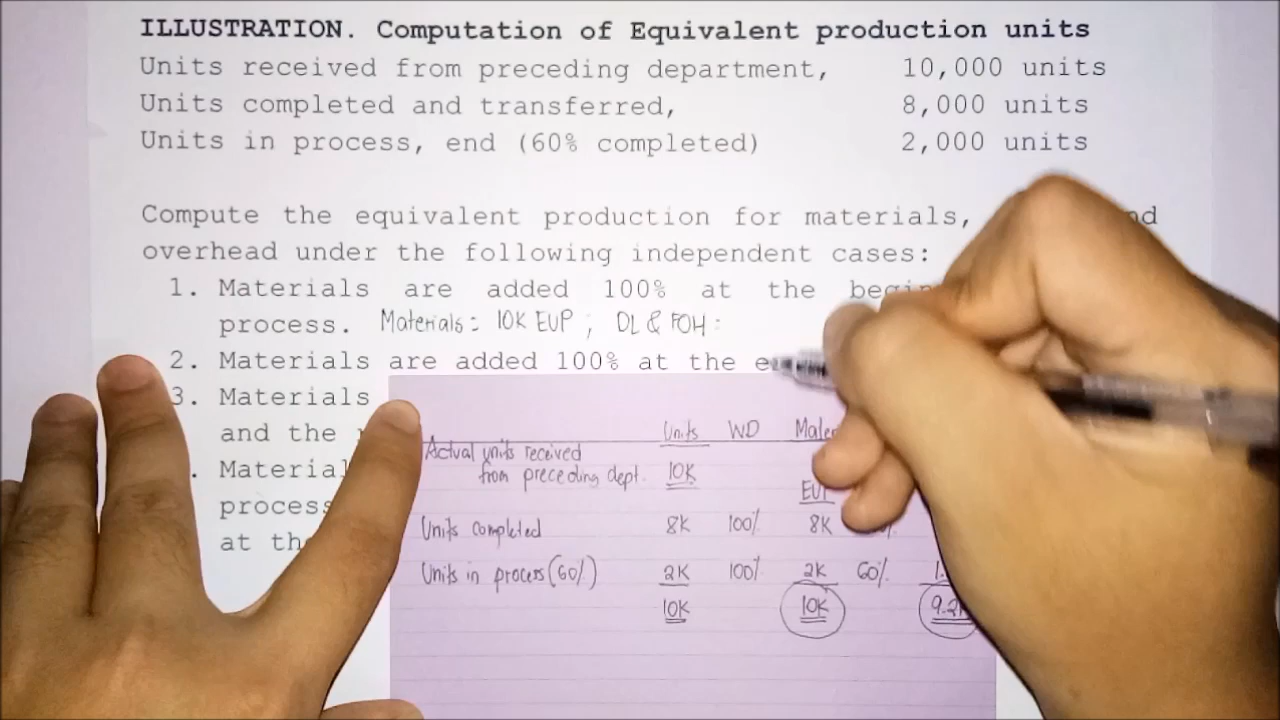 ILLUSTRATION. Computation of Equivalent production units
Units received from preceding department, 10,000 units
Units completed and transferred, 8,000 units
Units in process, end (60% completed) 2,000 units
Compute the equivalent production for materials,
overhead under the following independent cases:
1. Materials are added 100% at the
process. Materials: 10K EUP ; DL & FOH:
2. Materials are added 100% at the
3. Materials
and the
Units WD
Actual units received
from preceding dept. 10K
process
EUP
at
Units completed 8K 100% 8K
Units in process (60%) 2K 100% 2K 60%
10K 10K 9.2K